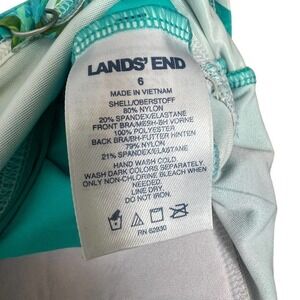 LANDS' END
6
MADE IN VIETNAM
SHELL/OBERSTOFF
80% NYLON
20% SPANDEX/ELASTANE
FRONT BRA/MESH-BH VORNE
100% POLYESTER
BACK BRA/BH-FUTTER HINTEN
79% NYLON
21% SPANDEX/ELASTANE
HAND WASH COLD.
WASH DARK COLORS SEPARATELY.
ONLY NON-CHLORINE BLEACH WHEN
NEEDED.
LINE DRY.
DO NOT IRON.
RN 62830